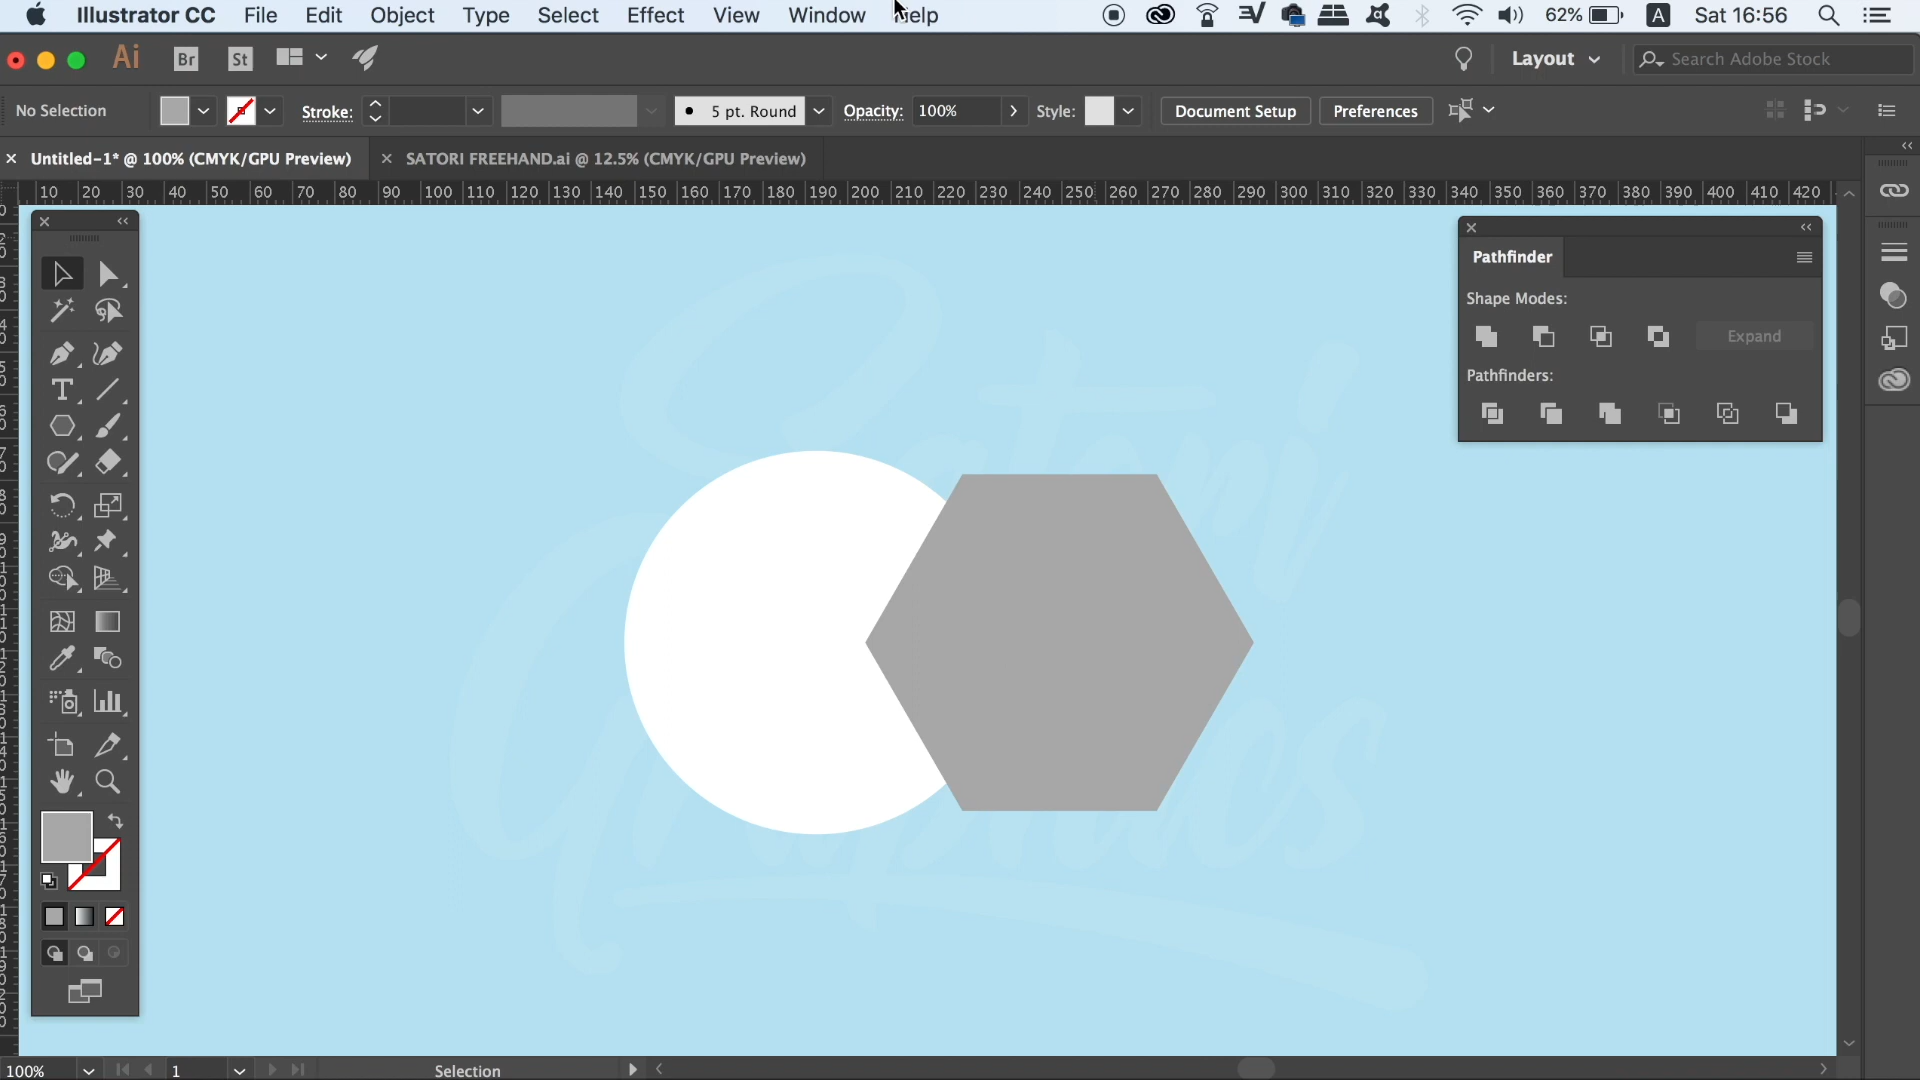 Illustrator CC File Edit Object Type Select Effect View Window Help 62% A Sat 16:56
Ai Br St Layout Search Adobe Stock
No Selection Stroke: 5 pt. Round Opacity: 100% Style: Document Setup Preferences
Untitled-1* @ 100% (CMYK/GPU Preview) SATORI FREEHAND.ai @ 12.5% (CMYK/GPU Preview)
10 20 30 40 50 60 70 80 90 100 110 120 130 140 150 160 170 180 190 200 210 220 230 240 250 260 270 280 290 300 310 320 330 340 350 360 370 380 390 400 410 420
Pathfinder
Shape Modes:
Expand
Pathfinders:
Satori
Graphics
100% 1 Selection